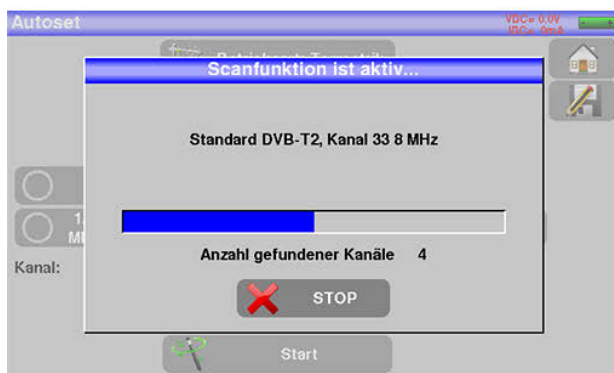 Autoset
VDC= 0.0V
IDC= 0mA
Scanfunktion ist aktiv...
Standard DVB-T2, Kanal 33 8 MHz
Anzahl gefundener Kanäle 4
Kanal:
STOP
Start